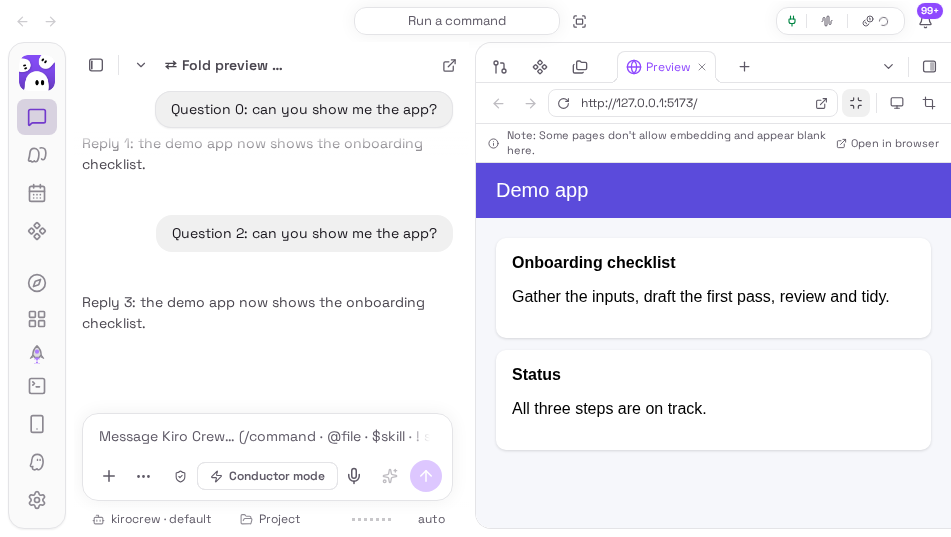 Run a command
99+
Fold preview ...
Question 0: can you show me the app?
Reply 1: the demo app now shows the onboarding
checklist.
Question 2: can you show me the app?
Reply 3: the demo app now shows the onboarding
checklist.
Message Kiro Crew... (/command · @file · $skill ·
Conductor mode
kirocrew · default
Project
auto
Preview
http://127.0.0.1:5173/
Note: Some pages don't allow embedding and appear blank
here.
Open in browser
Demo app
Onboarding checklist
Gather the inputs, draft the first pass, review and tidy.
Status
All three steps are on track.